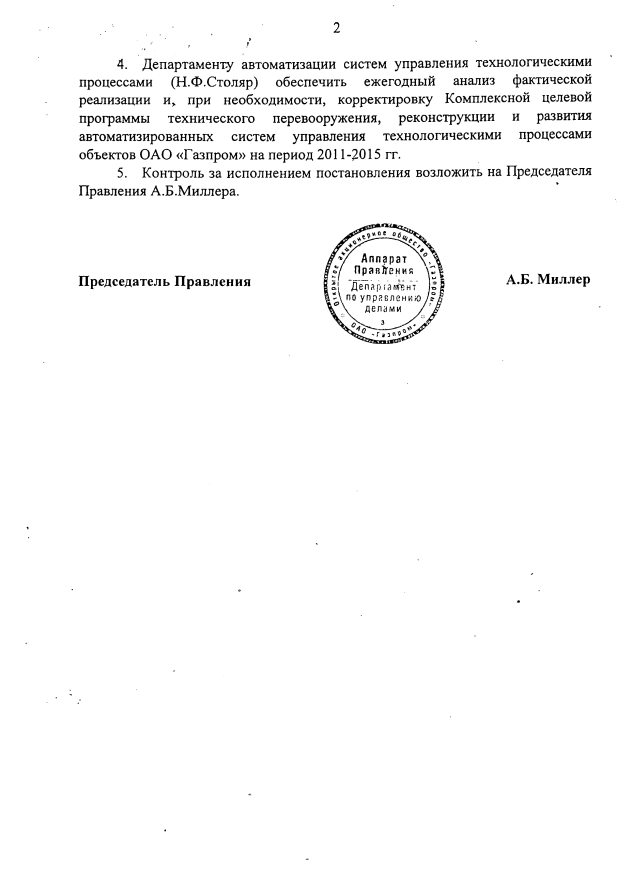 2
4. Департаменту автоматизации систем управления технологическими
процессами (Н.Ф.Столяр) обеспечить ежегодный анализ фактической
реализации и, при необходимости, корректировку Комплексной целевой
программы технического перевооружения, реконструкции и развития
автоматизированных систем управления технологическими процессами
объектов ОАО «Газпром» на период 2011-2015 гг.
5. Контроль за исполнением постановления возложить на Председателя
Правления А.Б.Миллера.
Председатель Правления
Открытое акционерное общество «Газпром»
Аппарат
Правления
Департамент
по управлению
делами
3
ОАО «Газпром»
А.Б. Миллер